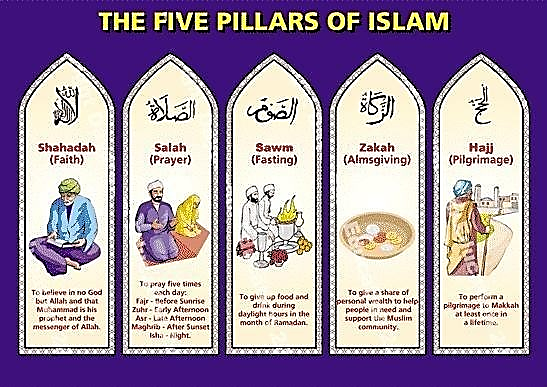 THE FIVE PILLARS OF ISLAM
Shahadah
(Faith)
To believe in no God
but Allah and that
Muhammad is his
prophet and the
messenger of Allah.
الصلاة
Salah
(Prayer)
To pray five times
each day:
Fajr - Before Sunrise
Zuhr - Early Afternoon
Asr - Late Afternoon
Maghrib - After Sunset
Isha - Night.
الصوم
Sawm
(Fasting)
To give up food and
drink during
daylight hours in the
month of Ramadan.
الزكاة
Zakah
(Almsgiving)
To give a share of
personal wealth to help
people in need and
support the Muslim
community.
الحج
Hajj
(Pilgrimage)
To perform a
pilgrimage to Makkah
at least once in
a lifetime.